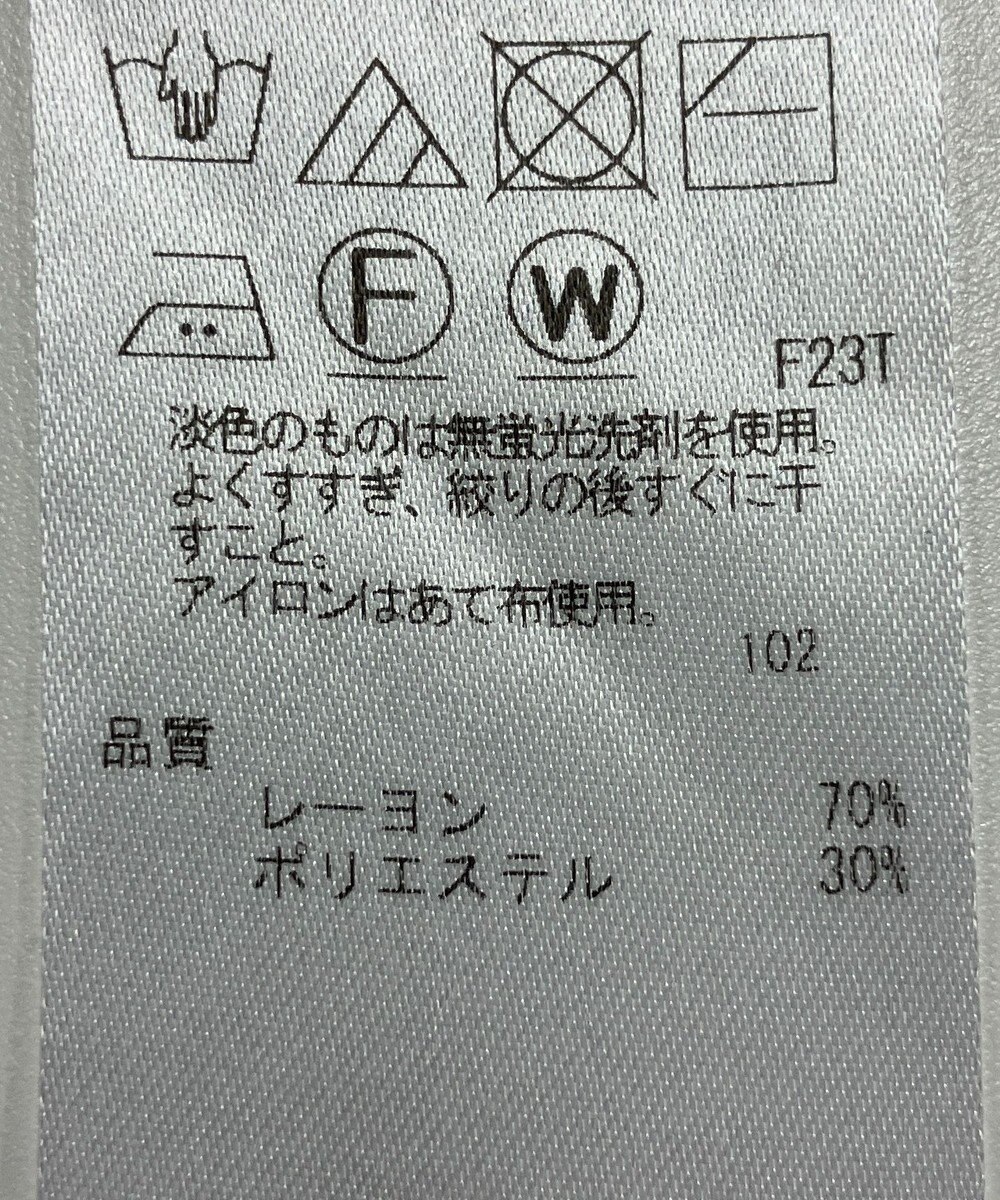 F
W
F23T
淡色のものは無蛍光洗剤を使用。
よくすすぎ、絞りの後すぐに干
すこと。
アイロンはあて布使用。
102
品質
レーヨン 70%
ポリエステル 30%